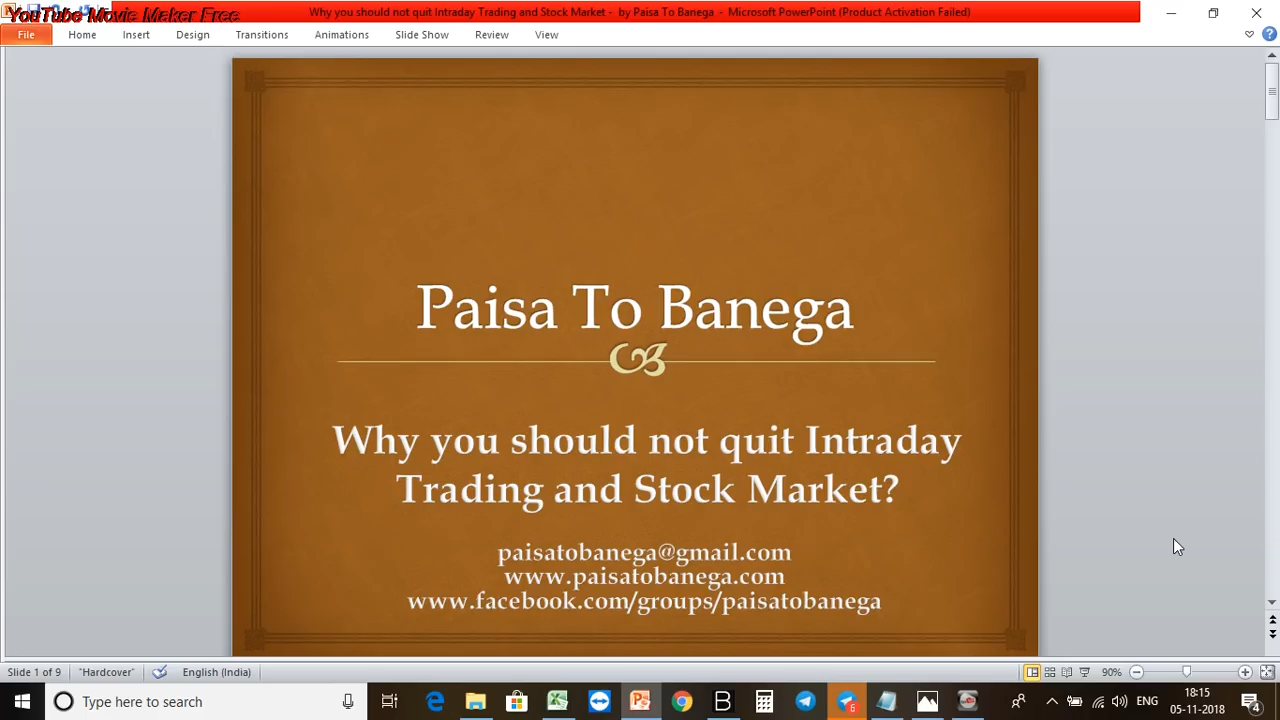 YouTube Movie Maker Free
Why you should not quit Intraday Trading and Stock Market - by Paisa To Banega - Microsoft PowerPoint (Product Activation Failed)
File Home Insert Design Transitions Animations Slide Show Review View
Paisa To Banega
Why you should not quit Intraday
Trading and Stock Market?
paisatobanega@gmail.com
www.paisatobanega.com
www.facebook.com/groups/paisatobanega
Slide 1 of 9 "Hardcover" English (India) 90%
Type here to search
ENG
18:15
05-11-2018
6
4